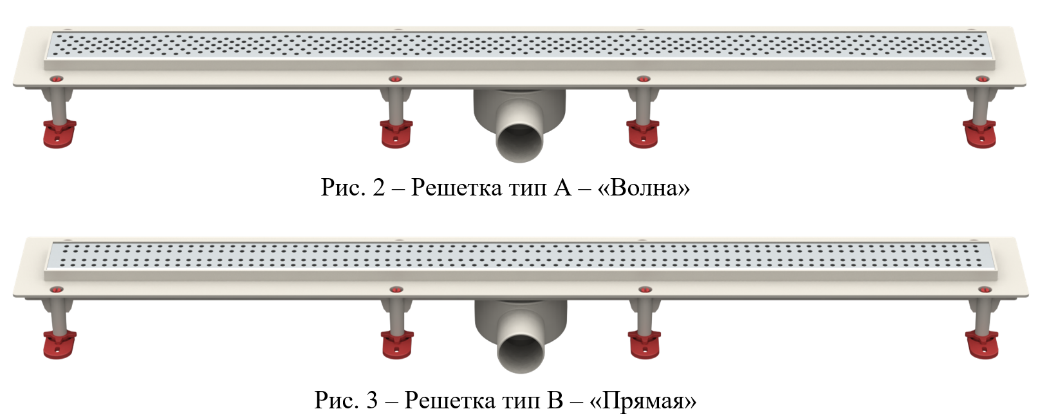 Рис. 2 – Решетка тип А – «Волна»
Рис. 3 – Решетка тип В – «Прямая»